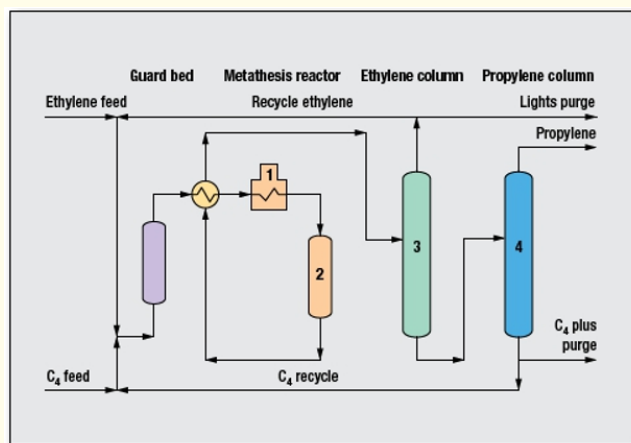 Guard bed
Metathesis reactor
Ethylene column
Propylene column
Ethylene feed
Recycle ethylene
Lights purge
Propylene
1
2
3
4
C₄ plus
purge
C₄ feed
C₄ recycle